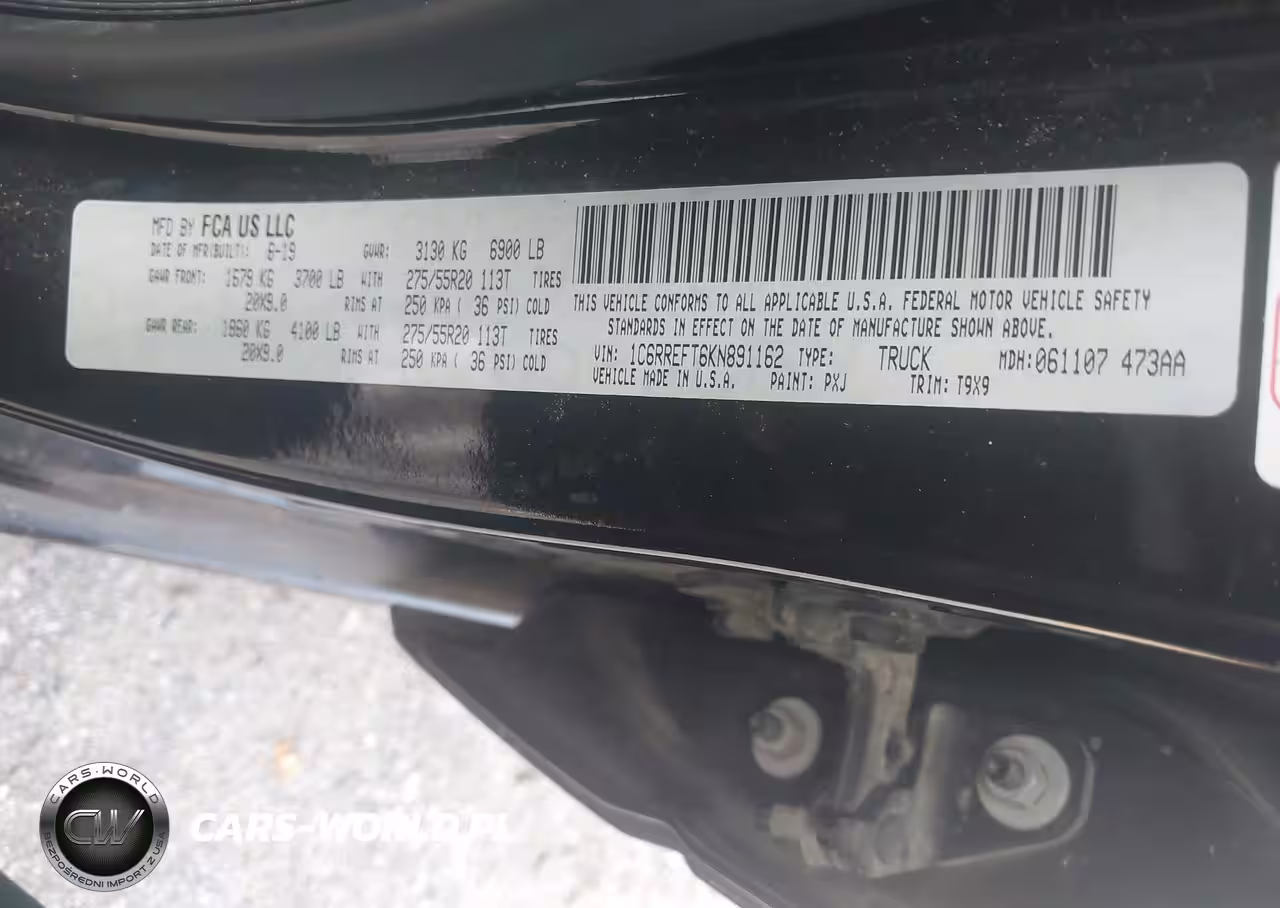 MFD BY FCA US LLC
DATE OF MFR(BUILT): 6-19 GVWR: 3130 KG 6900 LB
GAWR FRONT: 1679 KG 3700 LB WITH 275/55R20 113T TIRES
20X9.0 RIMS AT 250 KPA ( 36 PSI) COLD
GAWR REAR: 1860 KG 4100 LB WITH 275/55R20 113T TIRES
20X9.0 RIMS AT 250 KPA ( 36 PSI) COLD
THIS VEHICLE CONFORMS TO ALL APPLICABLE U.S.A. FEDERAL MOTOR VEHICLE SAFETY
STANDARDS IN EFFECT ON THE DATE OF MANUFACTURE SHOWN ABOVE.
VIN: 1C6RREFT6KN891162 TYPE: TRUCK MDH:061107 473AA
VEHICLE MADE IN U.S.A. PAINT: PXJ TRIM: T9X9
CARS-WORLD
CW
BEZPOŚREDNI IMPORT Z USA
CARS-WORLD.PL